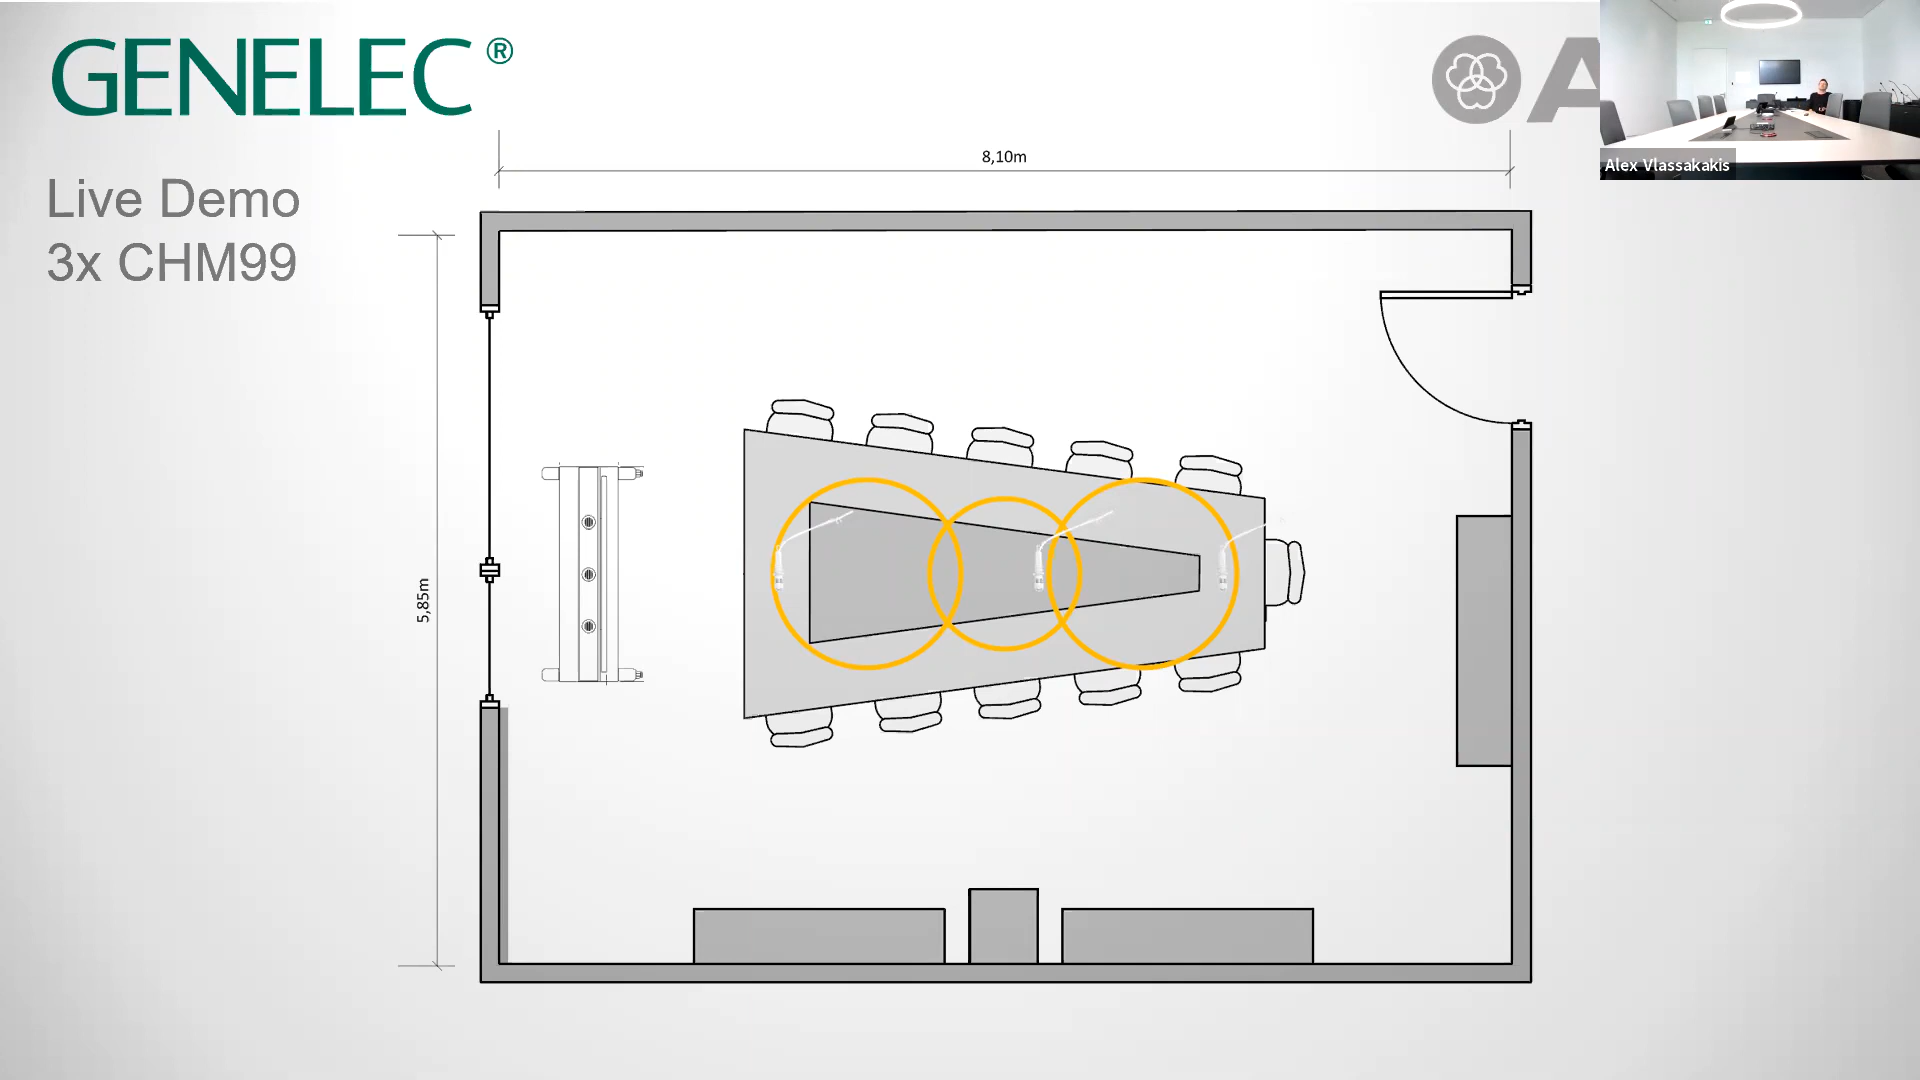 GENELEC®
Live Demo
3x CHM99
8,10m
5,85m
A
Alex Vlassakakis